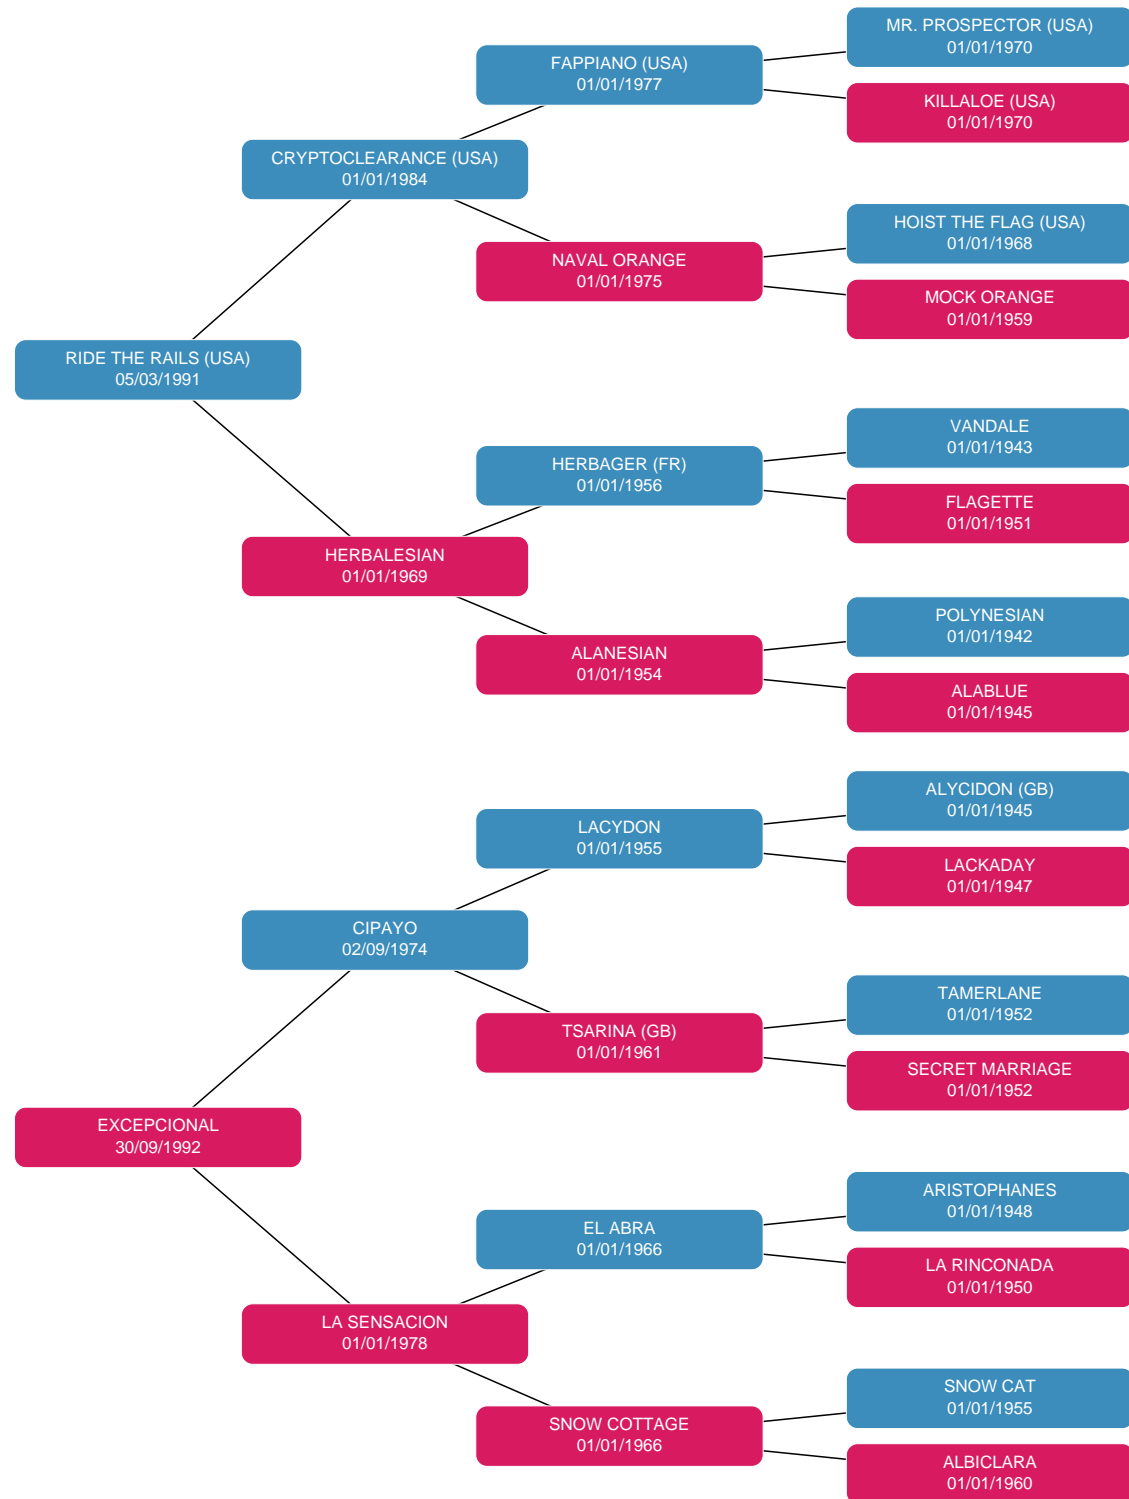 MR. PROSPECTOR (USA)
01/01/1970
FAPPIANO (USA)
01/01/1977
KILLALOE (USA)
01/01/1970
CRYPTOCLEARANCE (USA)
01/01/1984
HOIST THE FLAG (USA)
01/01/1968
NAVAL ORANGE
01/01/1975
MOCK ORANGE
01/01/1959
RIDE THE RAILS (USA)
05/03/1991
VANDALE
01/01/1943
HERBAGER (FR)
01/01/1956
FLAGETTE
01/01/1951
HERBALESIAN
01/01/1969
POLYNESIAN
01/01/1942
ALANESIAN
01/01/1954
ALABLUE
01/01/1945
ALYCIDON (GB)
01/01/1945
LACYDON
01/01/1955
LACKADAY
01/01/1947
CIPAYO
02/09/1974
TAMERLANE
01/01/1952
TSARINA (GB)
01/01/1961
SECRET MARRIAGE
01/01/1952
EXCEPCIONAL
30/09/1992
ARISTOPHANES
01/01/1948
EL ABRA
01/01/1966
LA RINCONADA
01/01/1950
LA SENSACION
01/01/1978
SNOW CAT
01/01/1955
SNOW COTTAGE
01/01/1966
ALBICLARA
01/01/1960